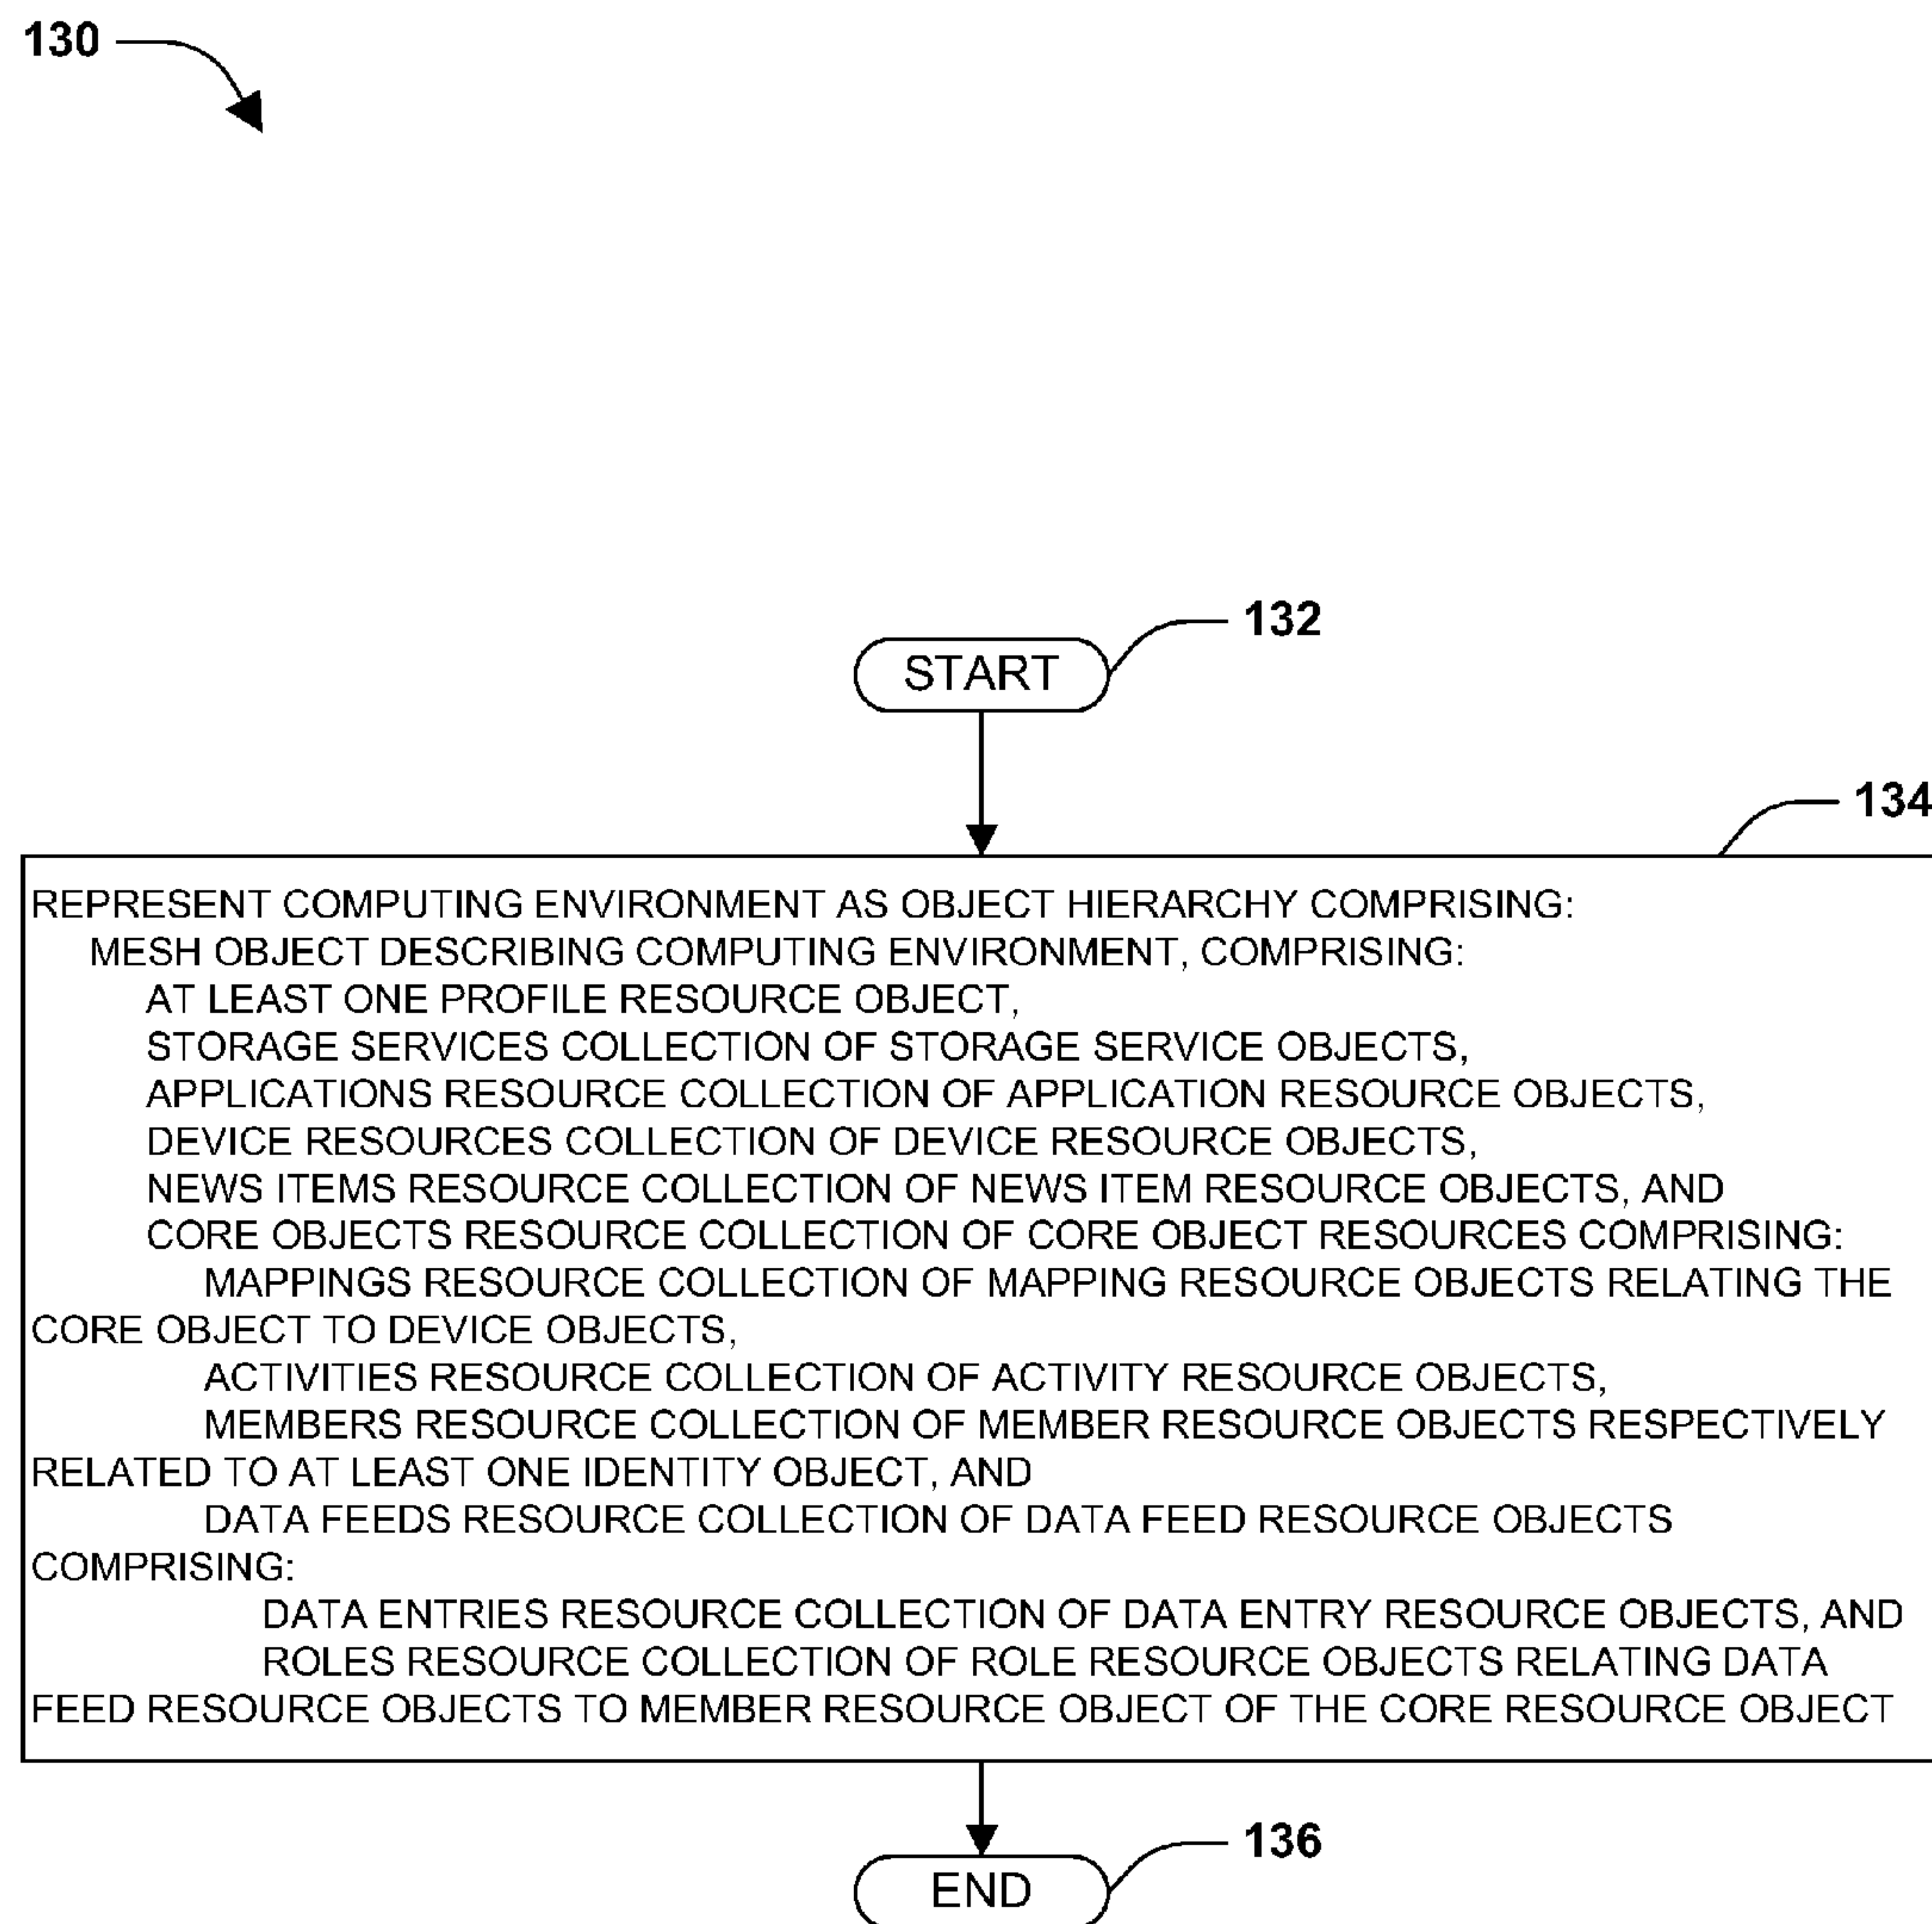 130
132
START
134
REPRESENT COMPUTING ENVIRONMENT AS OBJECT HIERARCHY COMPRISING:
MESH OBJECT DESCRIBING COMPUTING ENVIRONMENT, COMPRISING:
AT LEAST ONE PROFILE RESOURCE OBJECT,
STORAGE SERVICES COLLECTION OF STORAGE SERVICE OBJECTS,
APPLICATIONS RESOURCE COLLECTION OF APPLICATION RESOURCE OBJECTS,
DEVICE RESOURCES COLLECTION OF DEVICE RESOURCE OBJECTS,
NEWS ITEMS RESOURCE COLLECTION OF NEWS ITEM RESOURCE OBJECTS, AND
CORE OBJECTS RESOURCE COLLECTION OF CORE OBJECT RESOURCES COMPRISING:
MAPPINGS RESOURCE COLLECTION OF MAPPING RESOURCE OBJECTS RELATING THE
CORE OBJECT TO DEVICE OBJECTS,
ACTIVITIES RESOURCE COLLECTION OF ACTIVITY RESOURCE OBJECTS,
MEMBERS RESOURCE COLLECTION OF MEMBER RESOURCE OBJECTS RESPECTIVELY
RELATED TO AT LEAST ONE IDENTITY OBJECT, AND
DATA FEEDS RESOURCE COLLECTION OF DATA FEED RESOURCE OBJECTS
COMPRISING:
DATA ENTRIES RESOURCE COLLECTION OF DATA ENTRY RESOURCE OBJECTS, AND
ROLES RESOURCE COLLECTION OF ROLE RESOURCE OBJECTS RELATING DATA
FEED RESOURCE OBJECTS TO MEMBER RESOURCE OBJECT OF THE CORE RESOURCE OBJECT
136
END